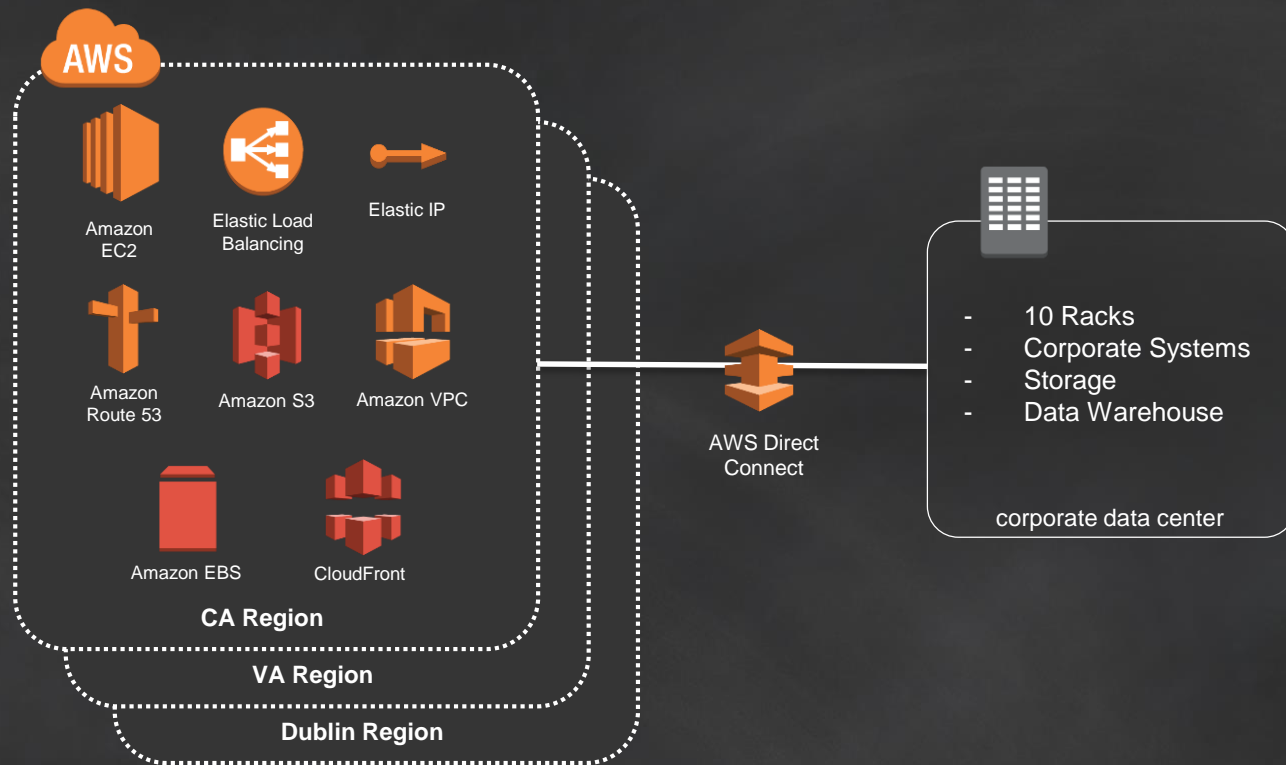 AWS
Amazon
EC2
Elastic Load
Balancing
Elastic IP
Amazon
Route 53
Amazon S3
Amazon VPC
Amazon EBS
CloudFront
CA Region
VA Region
Dublin Region
AWS Direct
Connect
- 10 Racks
- Corporate Systems
- Storage
- Data Warehouse
corporate data center